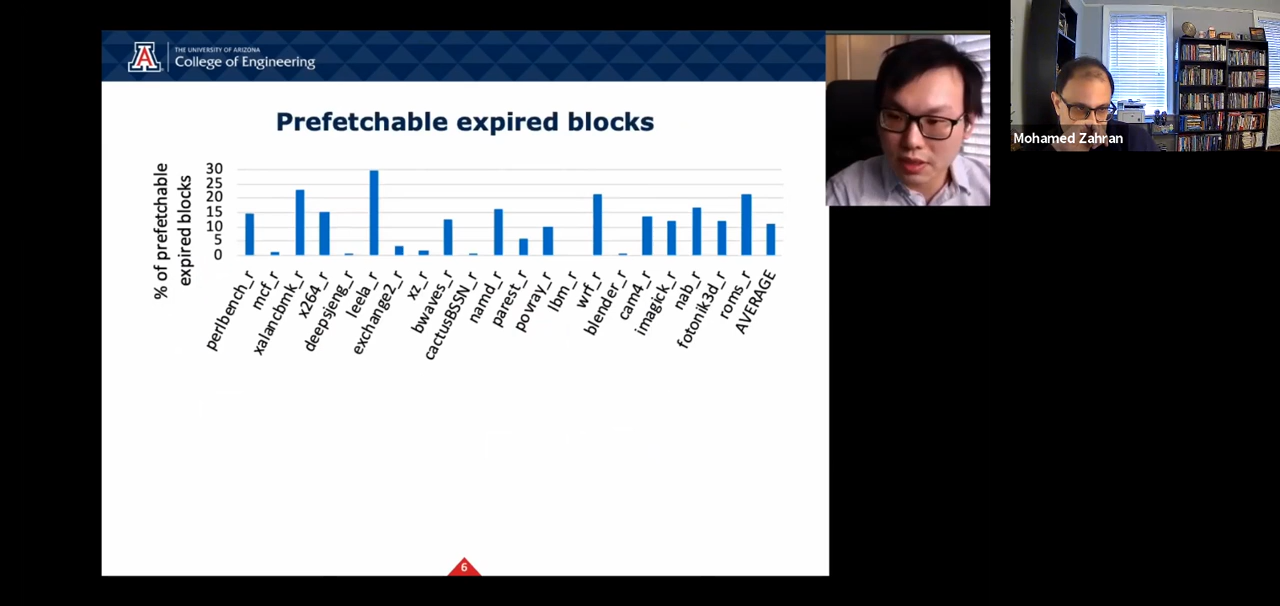 THE UNIVERSITY OF ARIZONA
College of Engineering
Mohamed Zahran
Prefetchable expired blocks
% of prefetchable
expired blocks
30
25
20
15
10
5
0
perlbench_r
mcf_r
xalancbmk_r
x264_r
deepsjeng_r
leela_r
exchange2_r
xz_r
bwaves_r
cactusBSSN_r
namd_r
parest_r
povray_r
lbm_r
wrf_r
blender_r
cam4_r
imagick_r
nab_r
fotonik3d_r
roms_r
AVERAGE
6